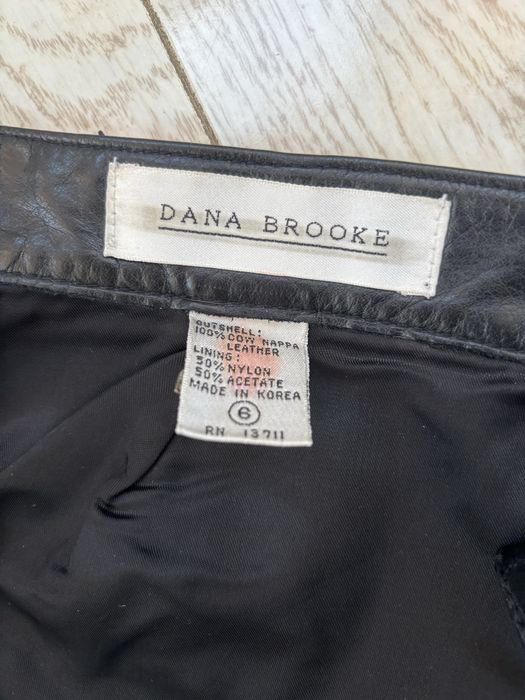 DANA BROOKE
OUTSHELL:
100% COW NAPPA
LEATHER
LINING:
50% NYLON
50% ACETATE
MADE IN KOREA
6
RN 13711